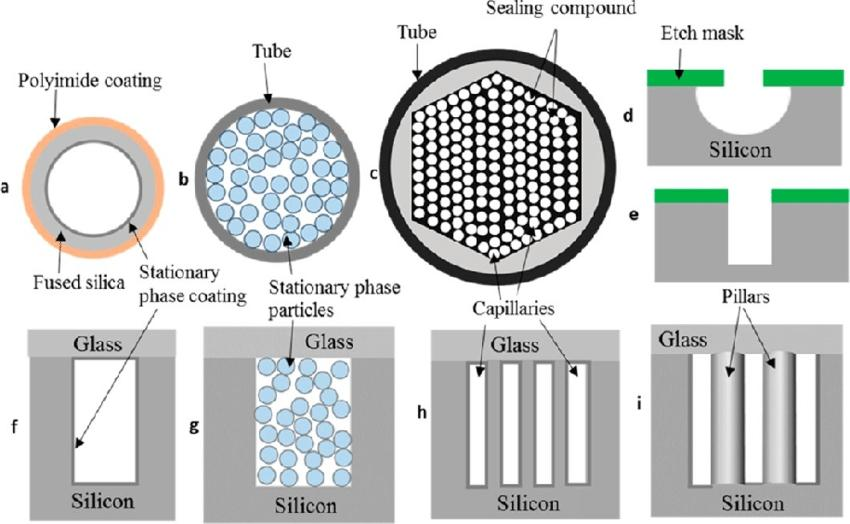 Sealing compound
Tube
Etch mask
Tube
Polyimide coating
a
b
c
d
Silicon
e
Fused silica
Stationary
phase coating
Stationary phase
particles
Capillaries
Pillars
Glass
Glass
Glass
Glass
f
g
h
i
Silicon
Silicon
Silicon
Silicon